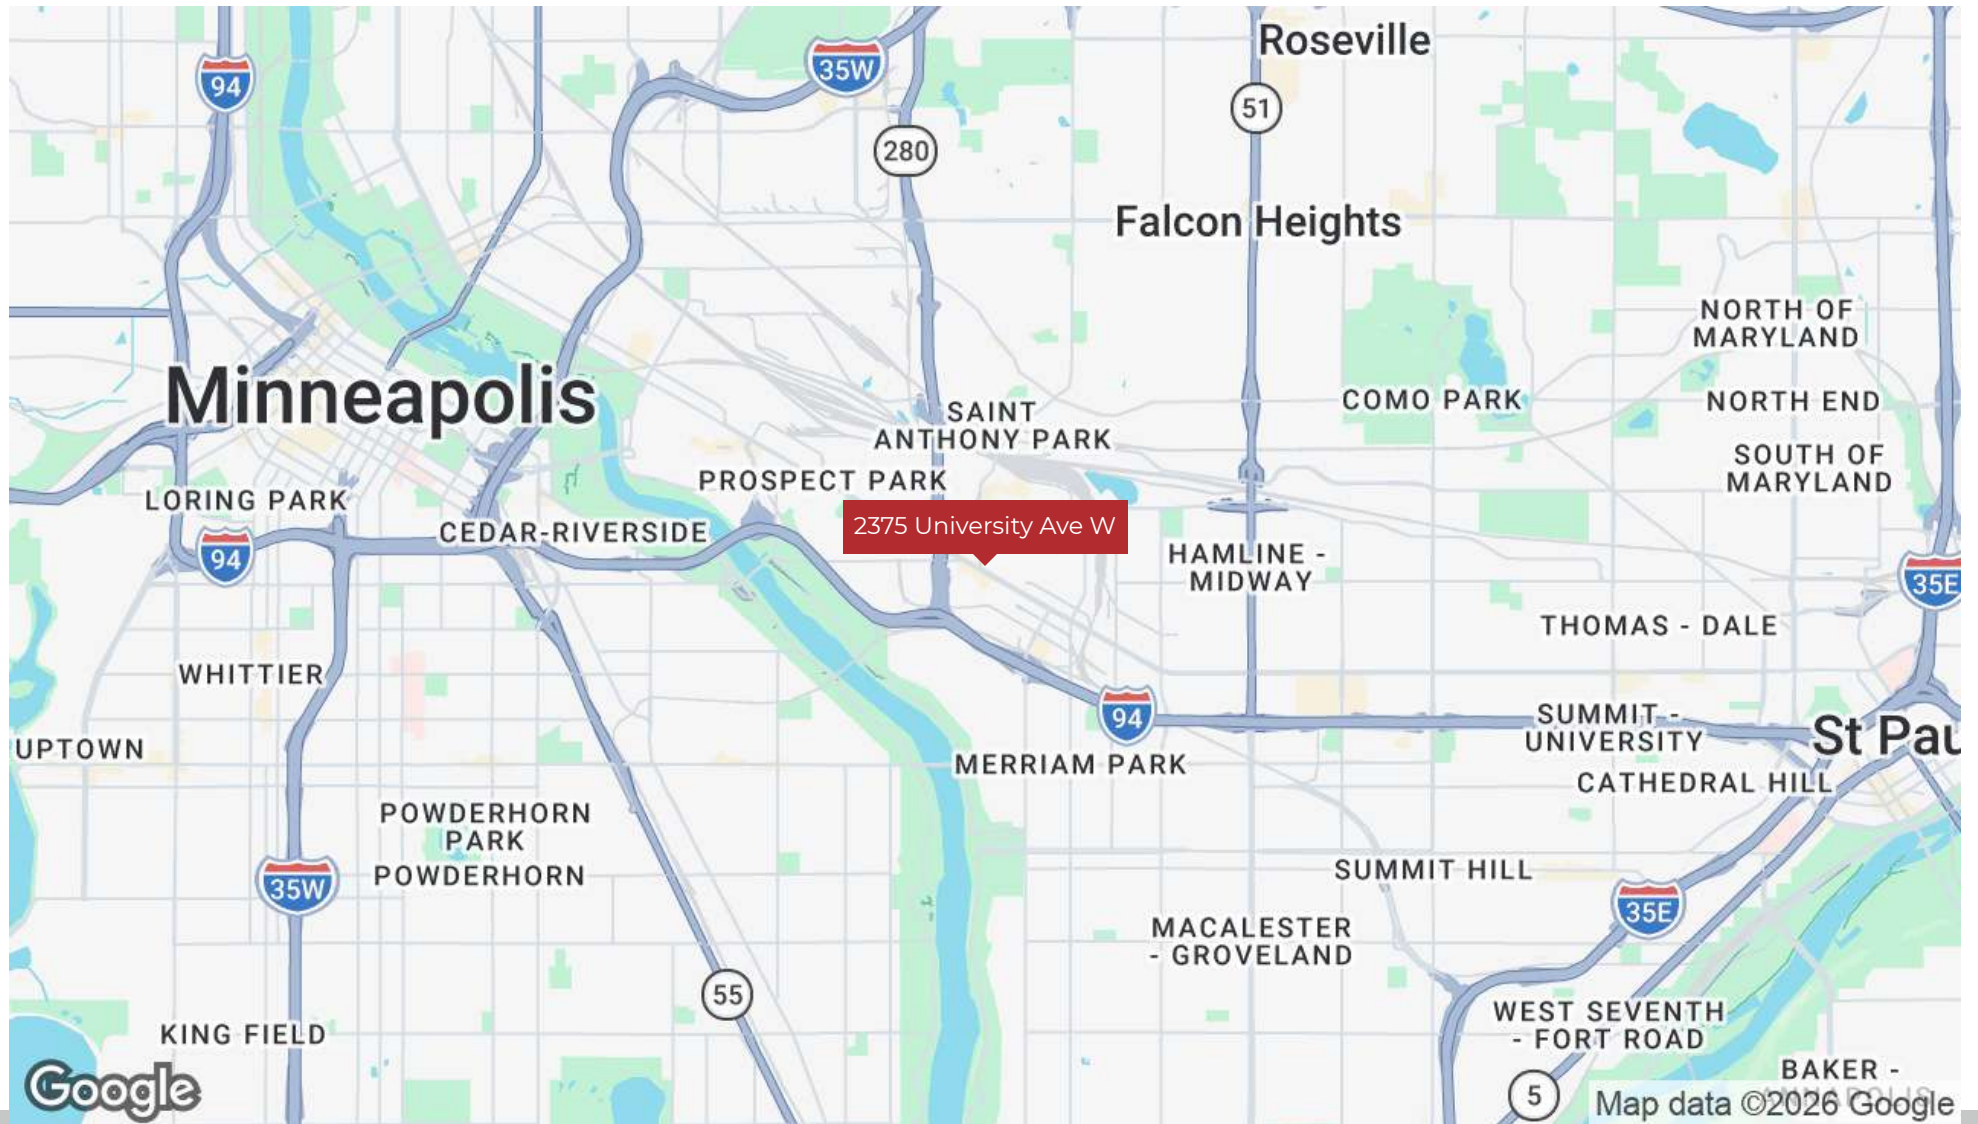 Roseville
94
35W
51
280
Falcon Heights
NORTH OF
MARYLAND
Minneapolis
COMO PARK
NORTH END
SAINT
ANTHONY PARK
SOUTH OF
MARYLAND
PROSPECT PARK
LORING PARK
2375 University Ave W
CEDAR-RIVERSIDE
94
HAMLINE -
MIDWAY
35E
THOMAS - DALE
WHITTIER
94
SUMMIT -
UNIVERSITY
St Pau
UPTOWN
MERRIAM PARK
CATHEDRAL HILL
POWDERHORN
PARK
POWDERHORN
SUMMIT HILL
35W
35E
MACALESTER
- GROVELAND
55
WEST SEVENTH
- FORT ROAD
KING FIELD
BAKER -
ANNAPOLIS
5
Google
Map data ©2026 Google